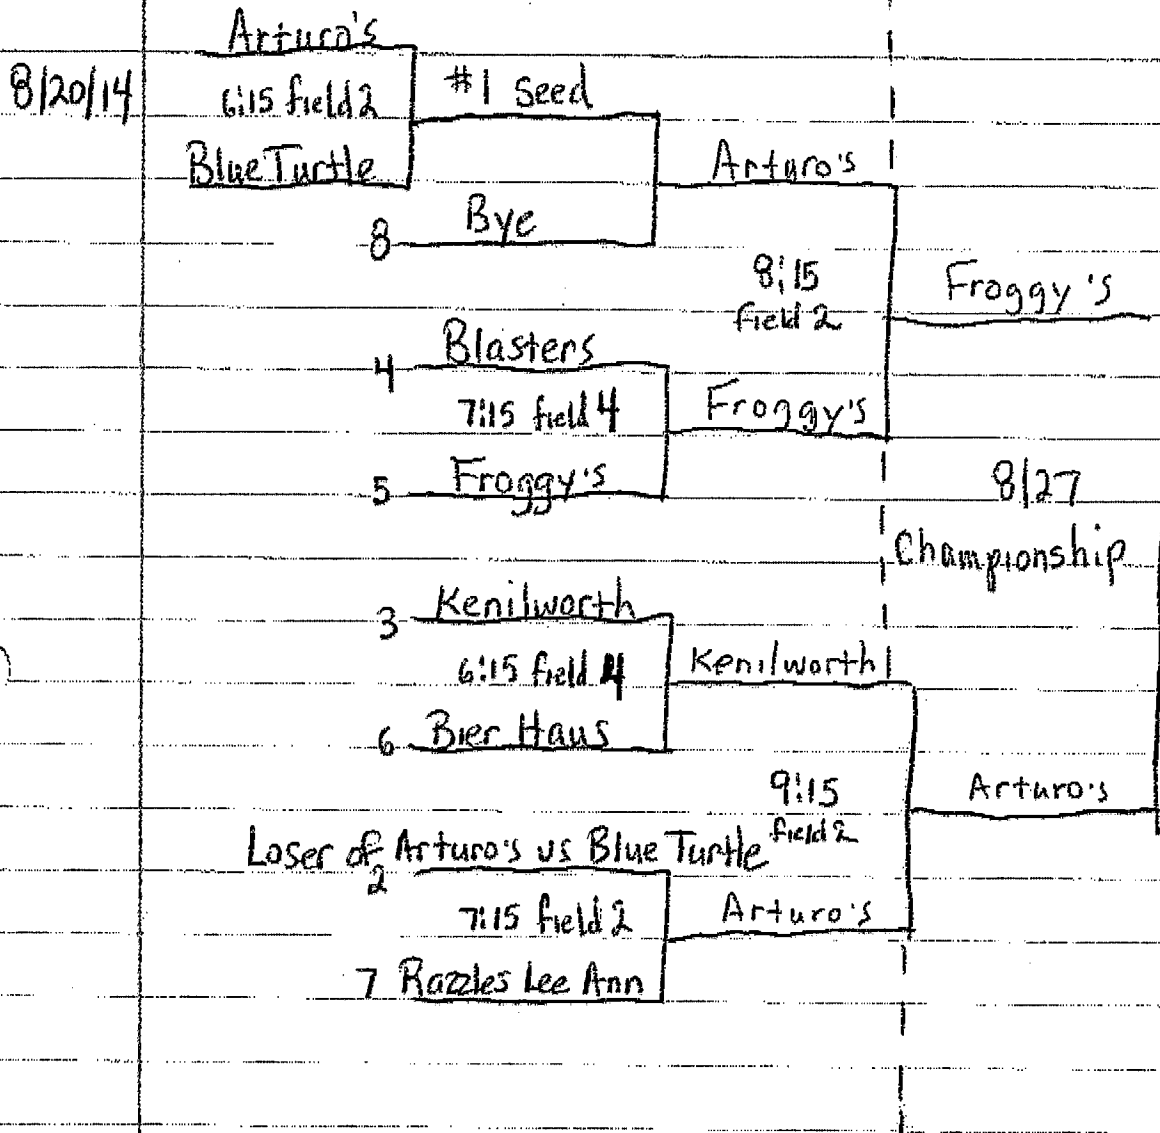 Arturo's
8/20/14
6:15 field 2
#1 Seed
Blue Turtle
Arturo's
8 Bye
8:15
field 2
Froggy's
4 Blasters
7:15 field 4
Froggy's
5 Froggy's
8/27
Championship
3 Kenilworth
6:15 field 4
Kenilworth
6 Bier Haus
9:15
field 2
Arturo's
Loser of Arturo's vs Blue Turtle
2
7:15 field 2
Arturo's
7 Razzles Lee Ann